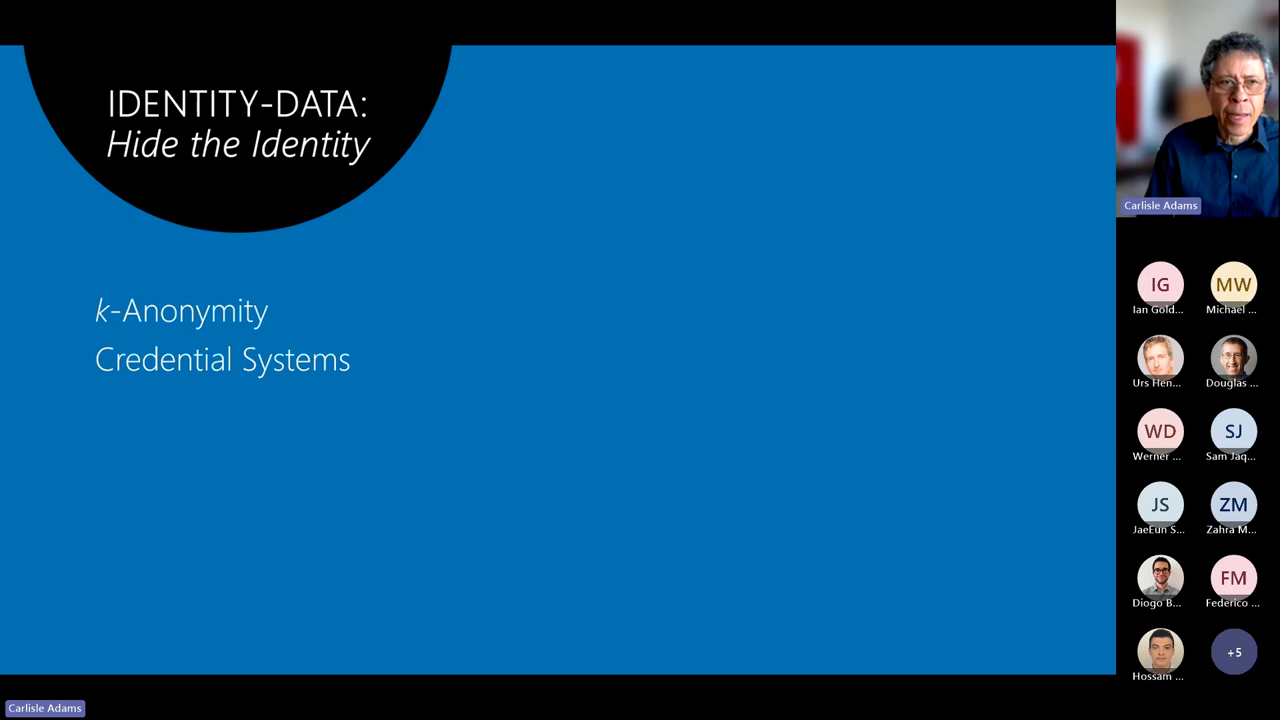 IDENTITY-DATA:
Hide the Identity
k-Anonymity
Credential Systems
Carlisle Adams
IG
Ian Gold...
MW
Michael ...
Urs Hen...
Douglas ...
WD
Werner ...
SJ
Sam Jaq...
JS
JaeEun S...
ZM
Zahra M...
Diogo B...
FM
Federico ...
Hossam ...
+5
Carlisle Adams